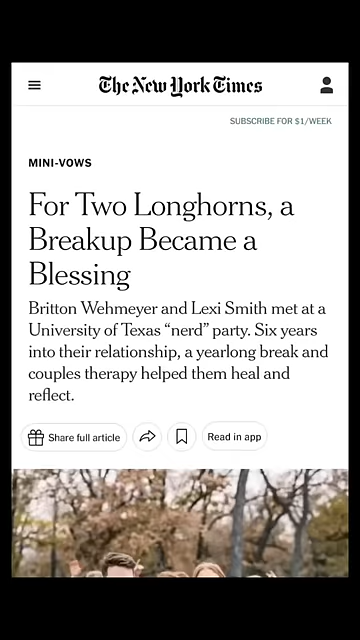 The New York Times
SUBSCRIBE FOR $1/WEEK
MINI-VOWS
For Two Longhorns, a
Breakup Became a
Blessing
Britton Wehmeyer and Lexi Smith met at a
University of Texas “nerd” party. Six years
into their relationship, a yearlong break and
couples therapy helped them heal and
reflect.
Share full article
Read in app